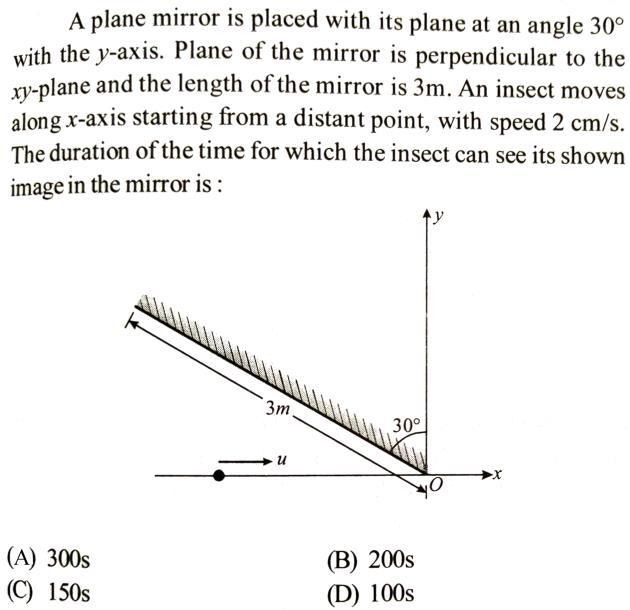 A plane mirror is placed with its plane at an angle 30°
with the y-axis. Plane of the mirror is perpendicular to the
xy-plane and the length of the mirror is 3m. An insect moves
along x-axis starting from a distant point, with speed 2 cm/s.
The duration of the time for which the insect can see its shown
image in the mirror is :
y
3m
30°
u
x
O
(A) 300s
(B) 200s
(C) 150s
(D) 100s